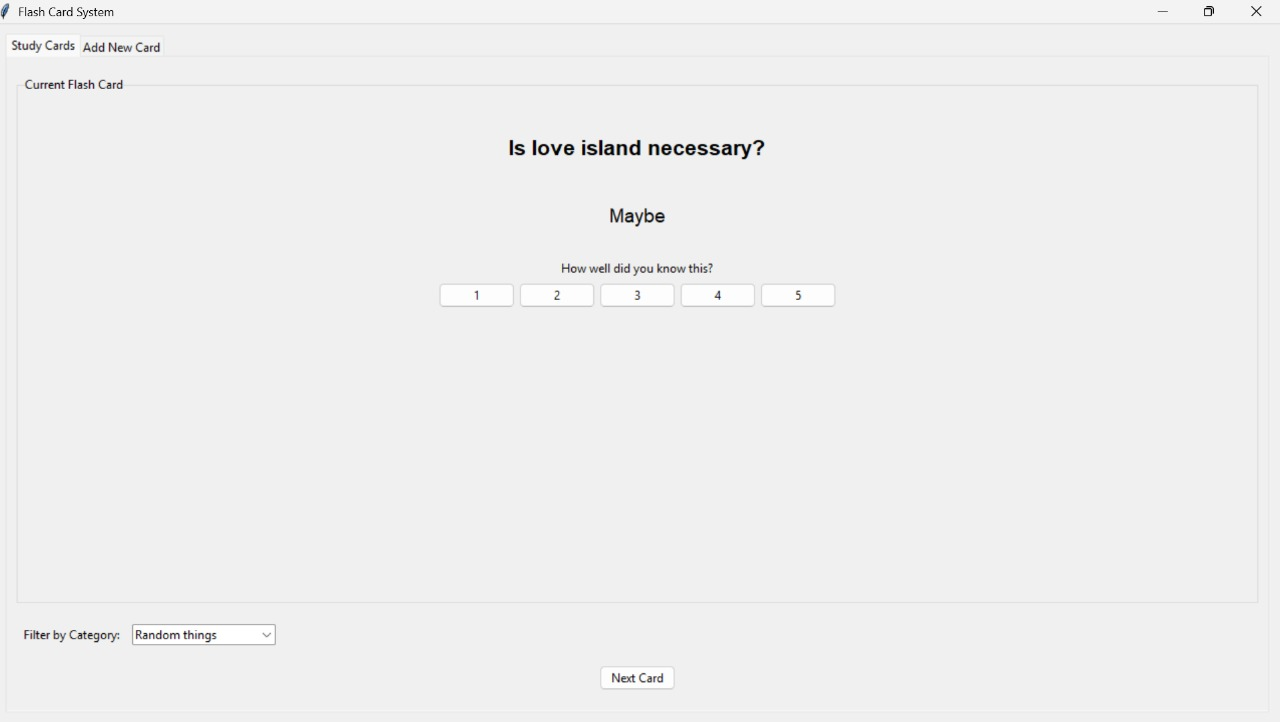 Flash Card System
Study Cards Add New Card
Current Flash Card
Is love island necessary?
Maybe
How well did you know this?
1 2 3 4 5
Filter by Category: Random things
Next Card